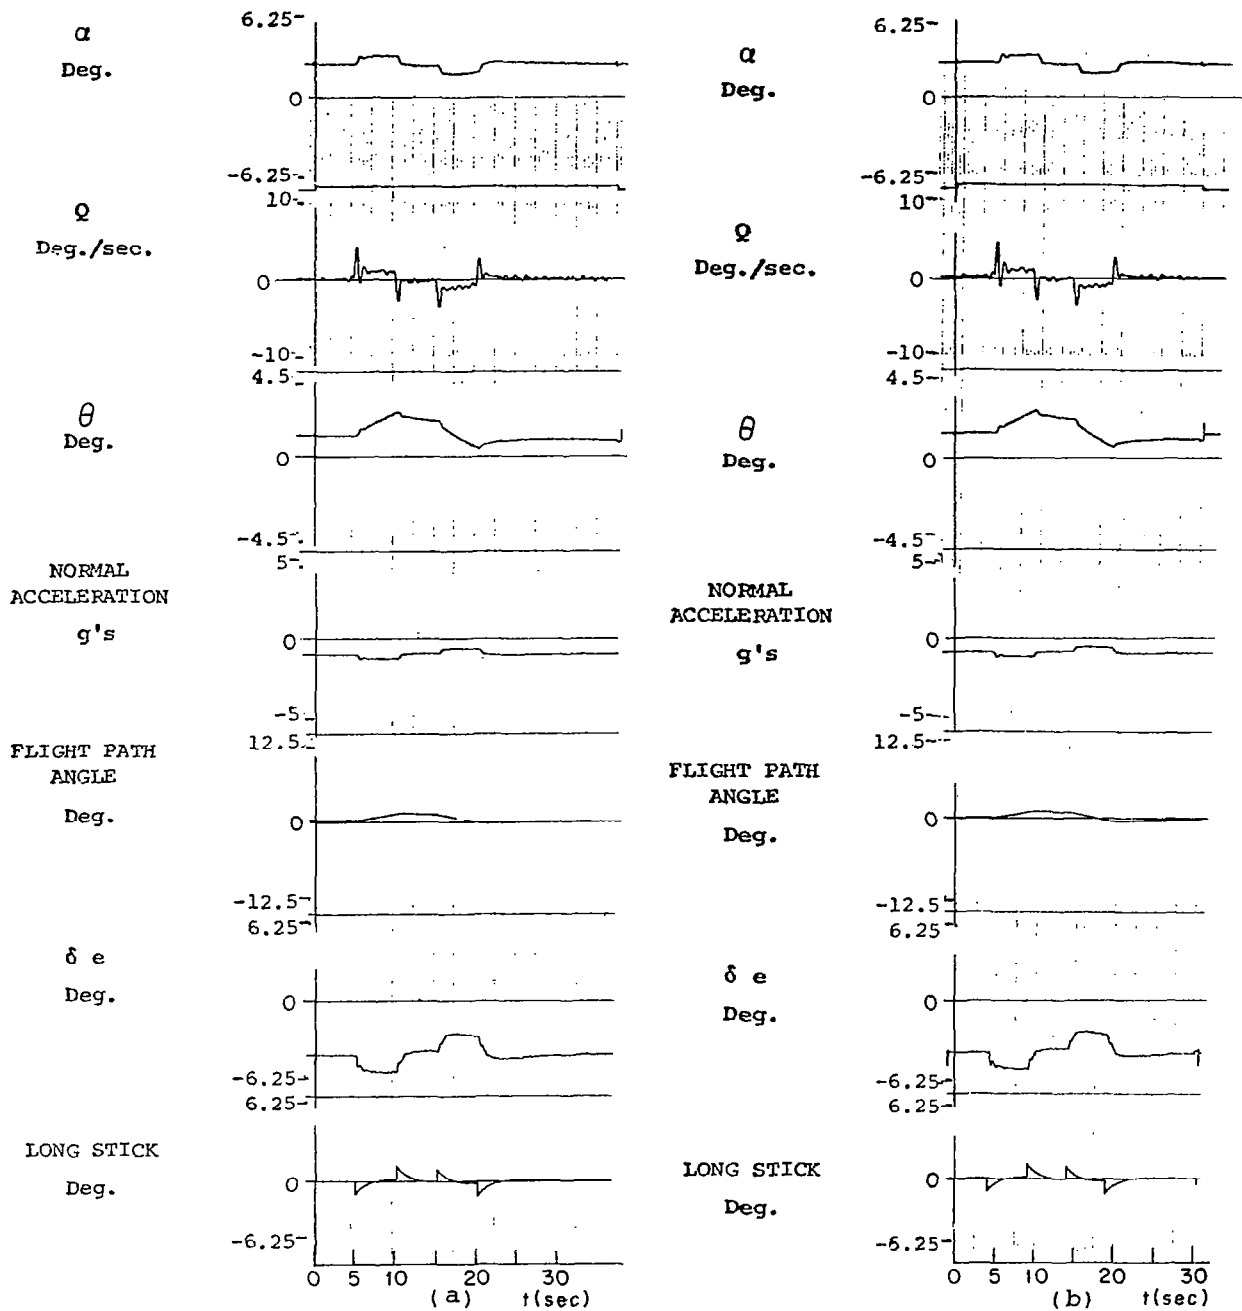 α
Deg.
6.25
0
-6.25
Q
Deg./sec.
10
0
-10
θ
Deg.
4.5
0
-4.5
NORMAL
ACCELERATION
g's
5
0
-5
FLIGHT PATH
ANGLE
Deg.
12.5
0
-12.5
δ e
Deg.
6.25
0
-6.25
LONG STICK
Deg.
6.25
0
-6.25
0 5 10 20 30
(a) t(sec)
α
Deg.
6.25
0
-6.25
Q
Deg./sec.
10
0
-10
θ
Deg.
4.5
0
-4.5
NORMAL
ACCELERATION
g's
5
0
-5
FLIGHT PATH
ANGLE
Deg.
12.5
0
-12.5
δ e
Deg.
6.25
0
-6.25
LONG STICK
Deg.
6.25
0
-6.25
0 5 10 20 30
(b) t(sec)